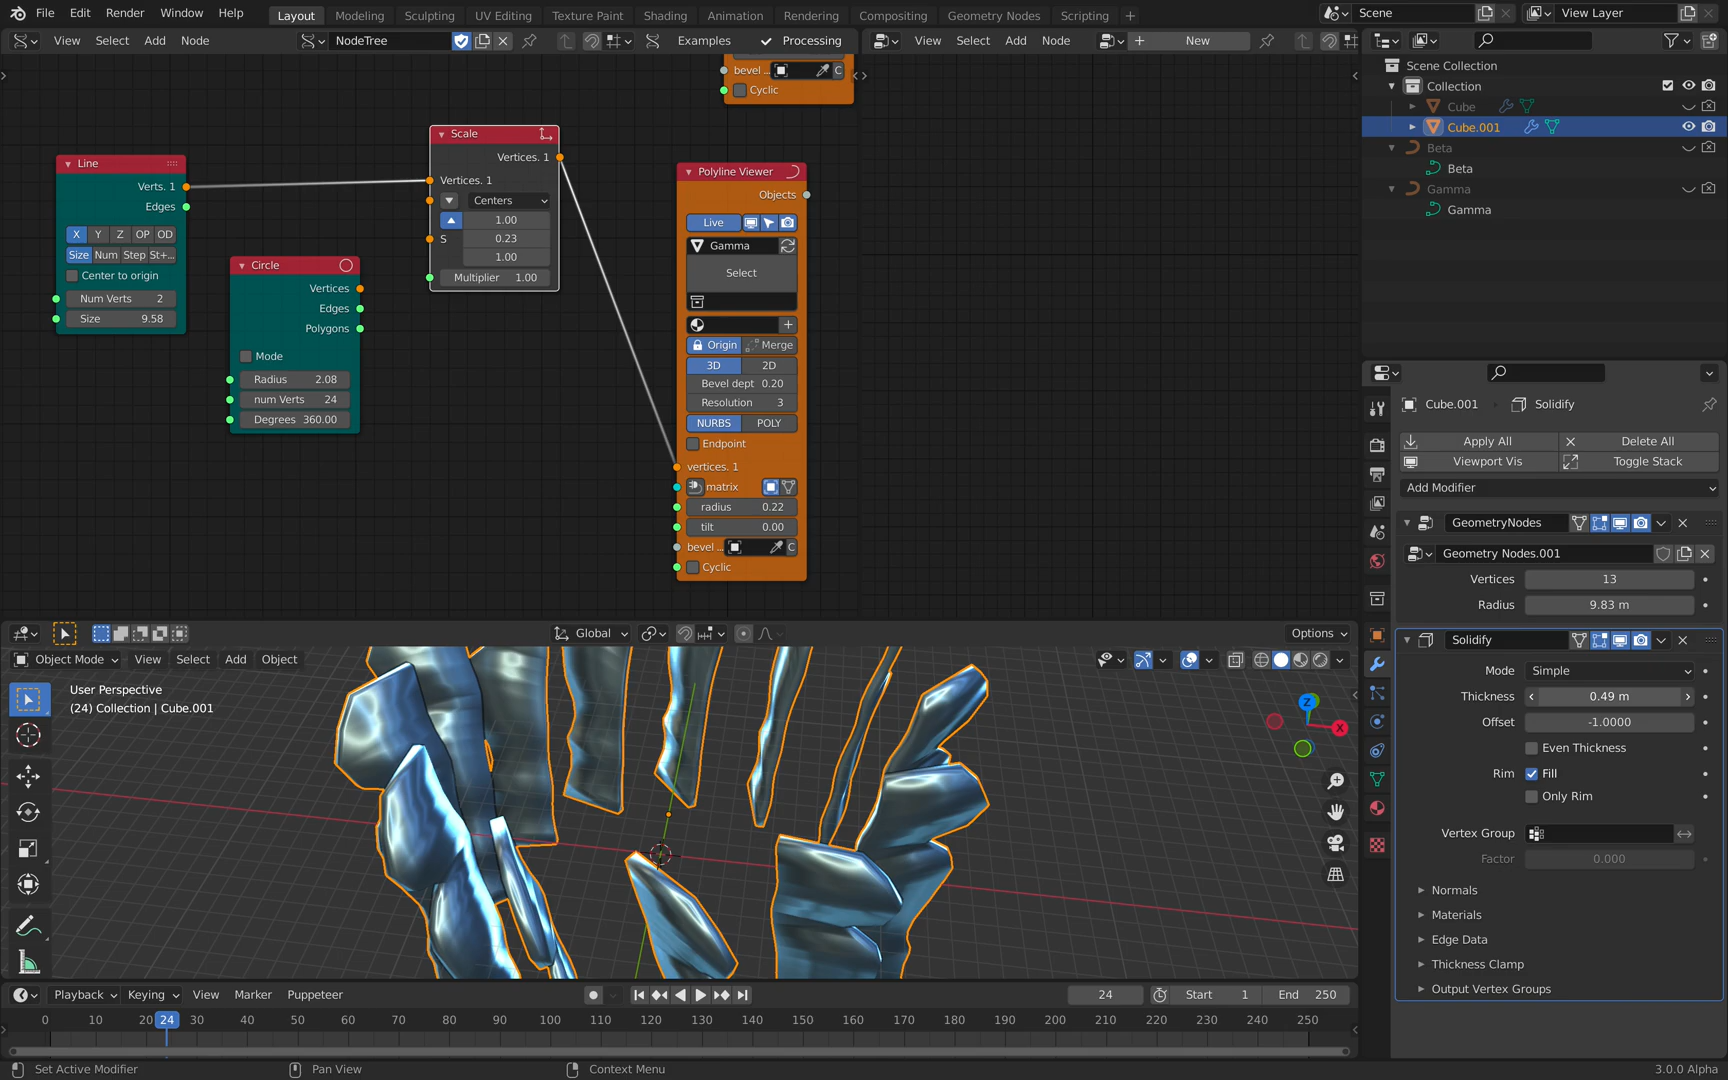 File Edit Render Window Help Layout Modeling Sculpting UV Editing Texture Paint Shading Animation Rendering Compositing Geometry Nodes Scripting + Scene View Layer
View Select Add Node NodeTree Examples Processing View Select Add Node New
bevel ... C
Cyclic
Scale
Vertices. 1
Vertices. 1
Centers
1.00
S 0.23
1.00
Multiplier 1.00
Line
Verts. 1
Edges
X Y Z OP OD
Size Num Step St+...
Center to origin
Num Verts 2
Size 9.58
Circle
Vertices
Edges
Polygons
Mode
Radius 2.08
num Verts 24
Degrees 360.00
Polyline Viewer
Objects
Live
Gamma
Select
Origin Merge
3D 2D
Bevel dept 0.20
Resolution 3
NURBS POLY
Endpoint
vertices. 1
matrix
radius 0.22
tilt 0.00
bevel ... C
Cyclic
Scene Collection
Collection
Cube
Cube.001
Beta
Beta
Gamma
Gamma
Cube.001 Solidify
Apply All Delete All
Viewport Vis Toggle Stack
Add Modifier
GeometryNodes
Geometry Nodes.001
Vertices 13
Radius 9.83 m
Solidify
Mode Simple
Thickness 0.49 m
Offset -1.0000
Even Thickness
Rim Fill
Only Rim
Vertex Group
Factor 0.000
Normals
Materials
Edge Data
Thickness Clamp
Output Vertex Groups
Global Options
Object Mode View Select Add Object
User Perspective
(24) Collection | Cube.001
Z
X
Playback Keying View Marker Puppeteer 24 Start 1 End 250
0 10 20 24 30 40 50 60 70 80 90 100 110 120 130 140 150 160 170 180 190 200 210 220 230 240 250
Set Active Modifier Pan View Context Menu 3.0.0 Alpha